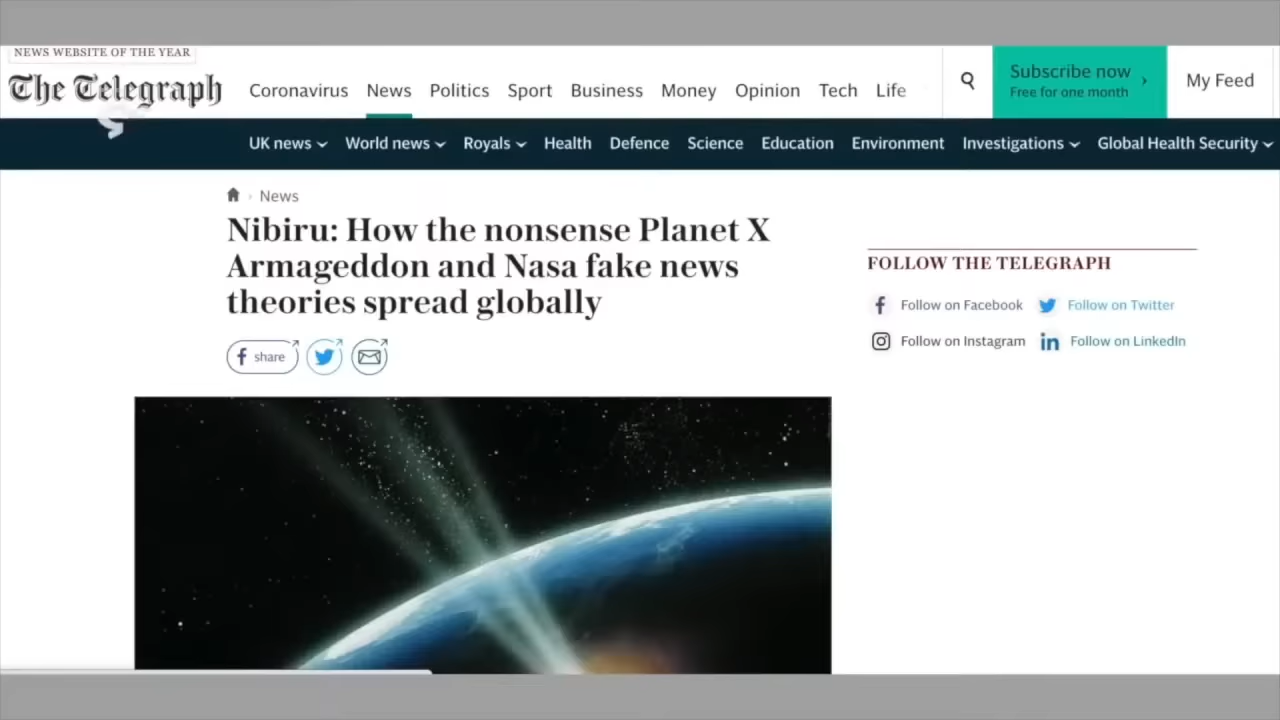 NEWS WEBSITE OF THE YEAR
The Telegraph
Coronavirus News Politics Sport Business Money Opinion Tech Life
Subscribe now
Free for one month
My Feed
UK news World news Royals Health Defence Science Education Environment Investigations Global Health Security
News
Nibiru: How the nonsense Planet X
Armageddon and Nasa fake news
theories spread globally
share
FOLLOW THE TELEGRAPH
Follow on Facebook Follow on Twitter
Follow on Instagram Follow on LinkedIn